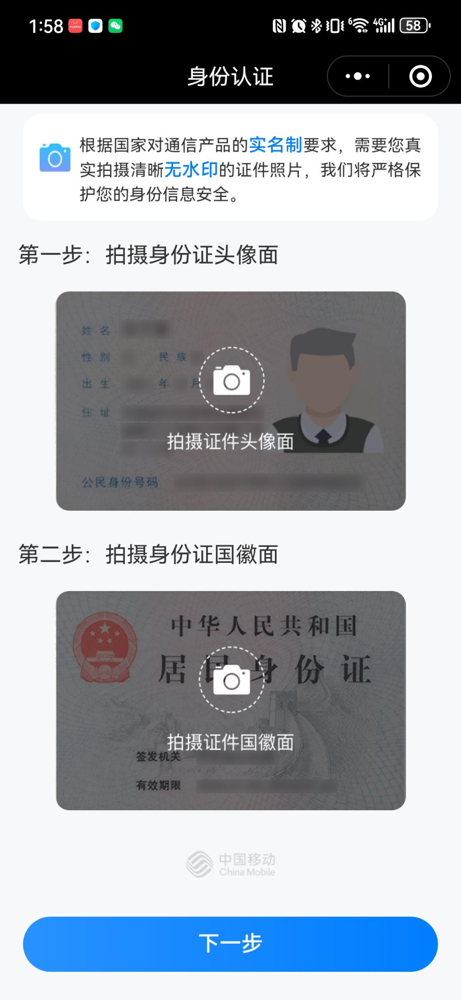 1:58
HUAWEI
6
4G+
58
身份认证
根据国家对通信产品的实名制要求，需要您真
实拍摄清晰无水印的证件照片，我们将严格保
护您的身份信息安全。
第一步：拍摄身份证头像面
姓名
性别 民族
出生 年 月
住址
拍摄证件头像面
公民身份号码
第二步：拍摄身份证国徽面
中华人民共和国
居民身份证
拍摄证件国徽面
签发机关
有效期限
中国移动
China Mobile
下一步